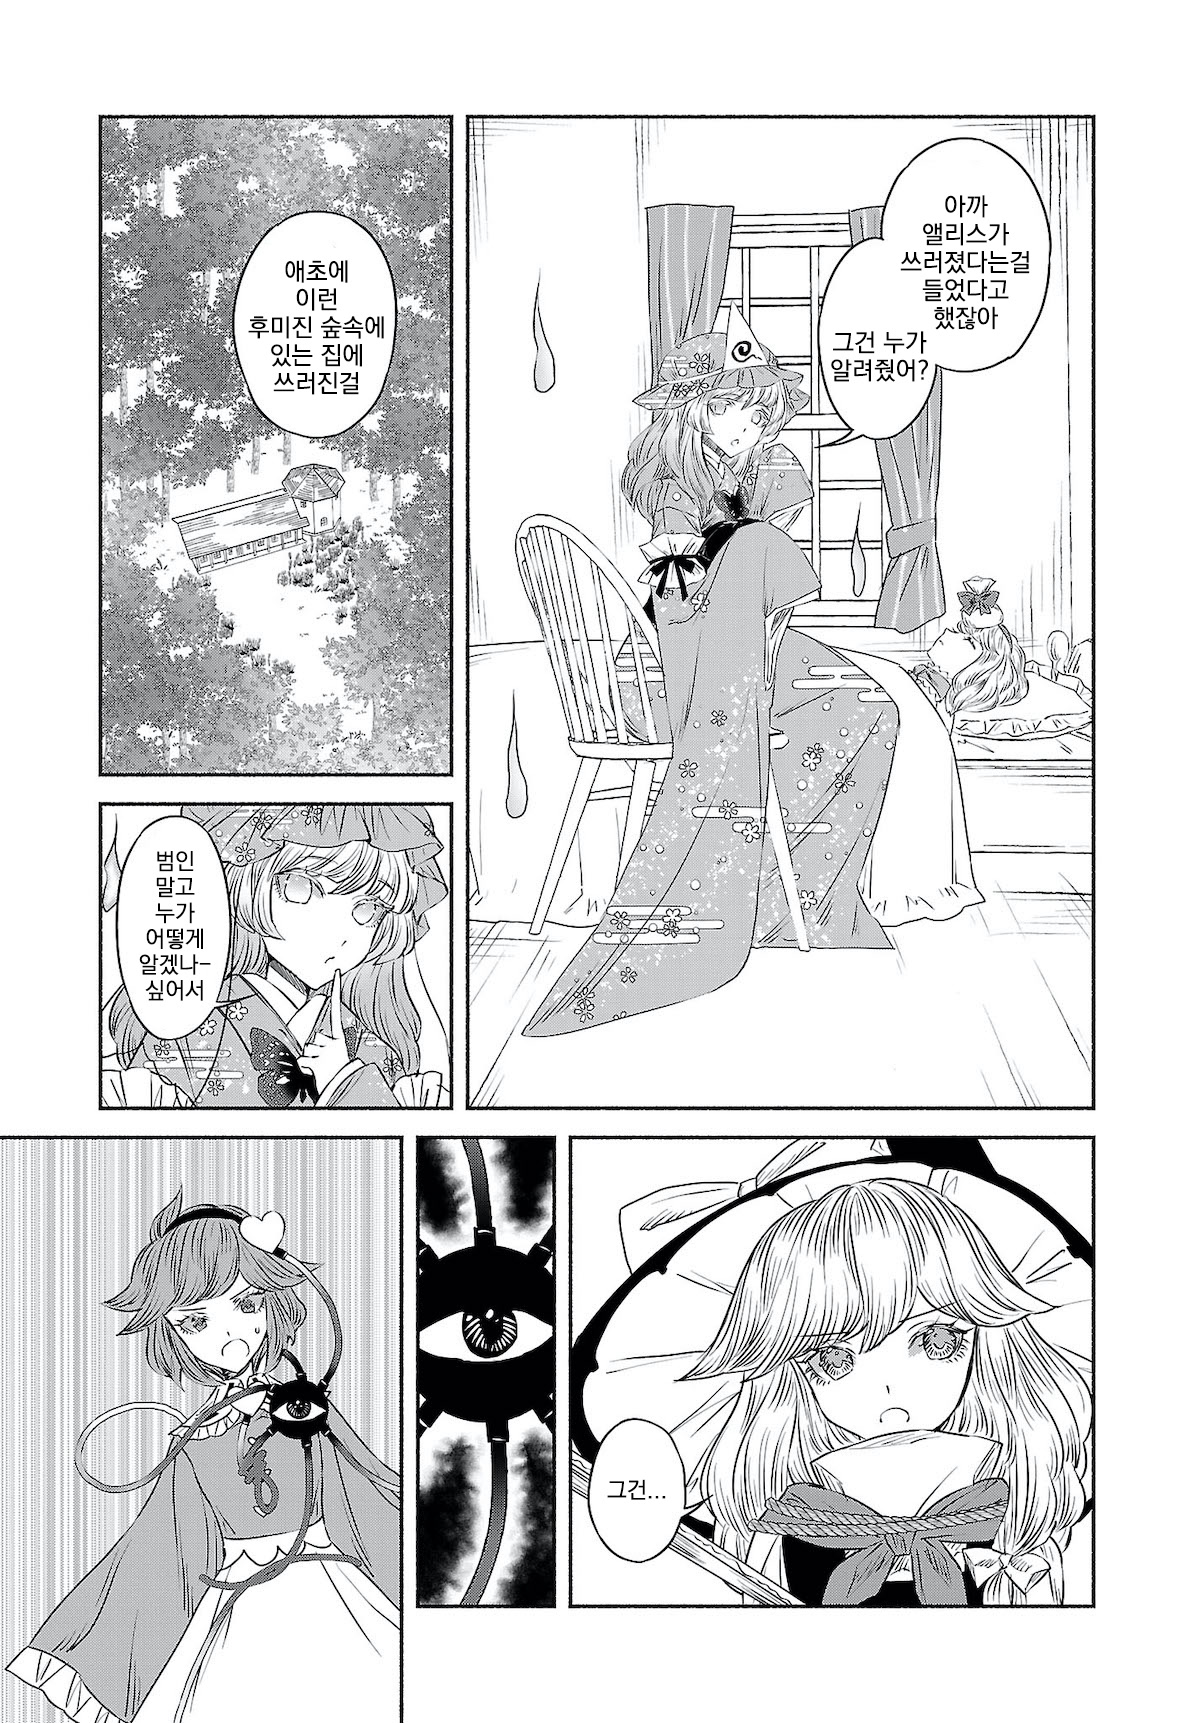 아까
앨리스가
쓰러졌다는걸
들었다고
했잖아
그건 누가
알려줬어?
애초에
이런
후미진 숲속에
있는 집에
쓰러진걸
범인
말고
누가
어떻게
알겠나-
싶어서
그건...